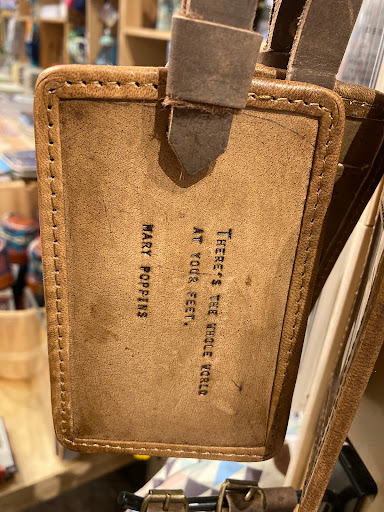 There's the whole world
at your feet.
Mary Poppins